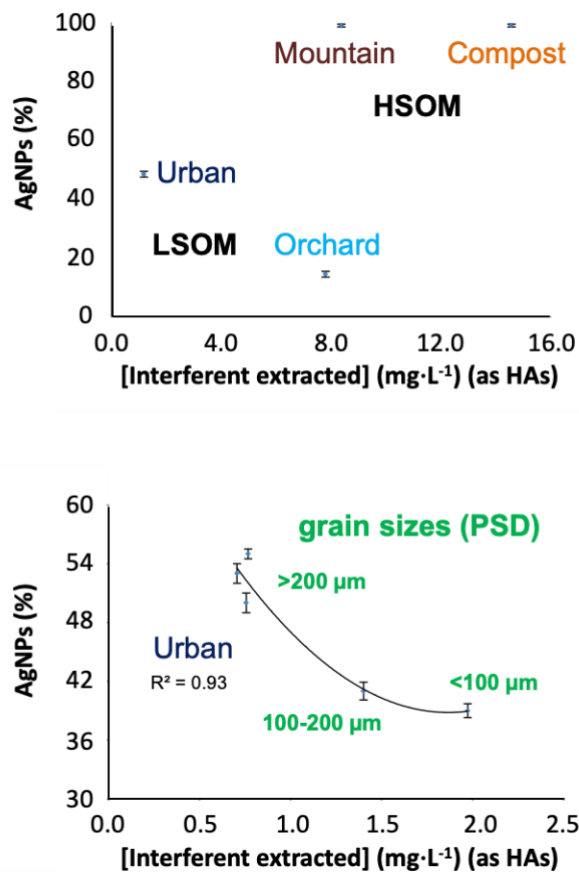 100
80
60
40
20
0
AgNPs (%)
Mountain Compost
HSOM
Urban
LSOM Orchard
0.0 4.0 8.0 12.0 16.0
[Interferent extracted] (mg·L⁻¹) (as HAs)
60
54
48
42
36
30
AgNPs (%)
grain sizes (PSD)
>200 µm
Urban
R² = 0.93
<100 µm
100-200 µm
0.0 0.5 1.0 1.5 2.0 2.5
[Interferent extracted] (mg·L⁻¹) (as HAs)